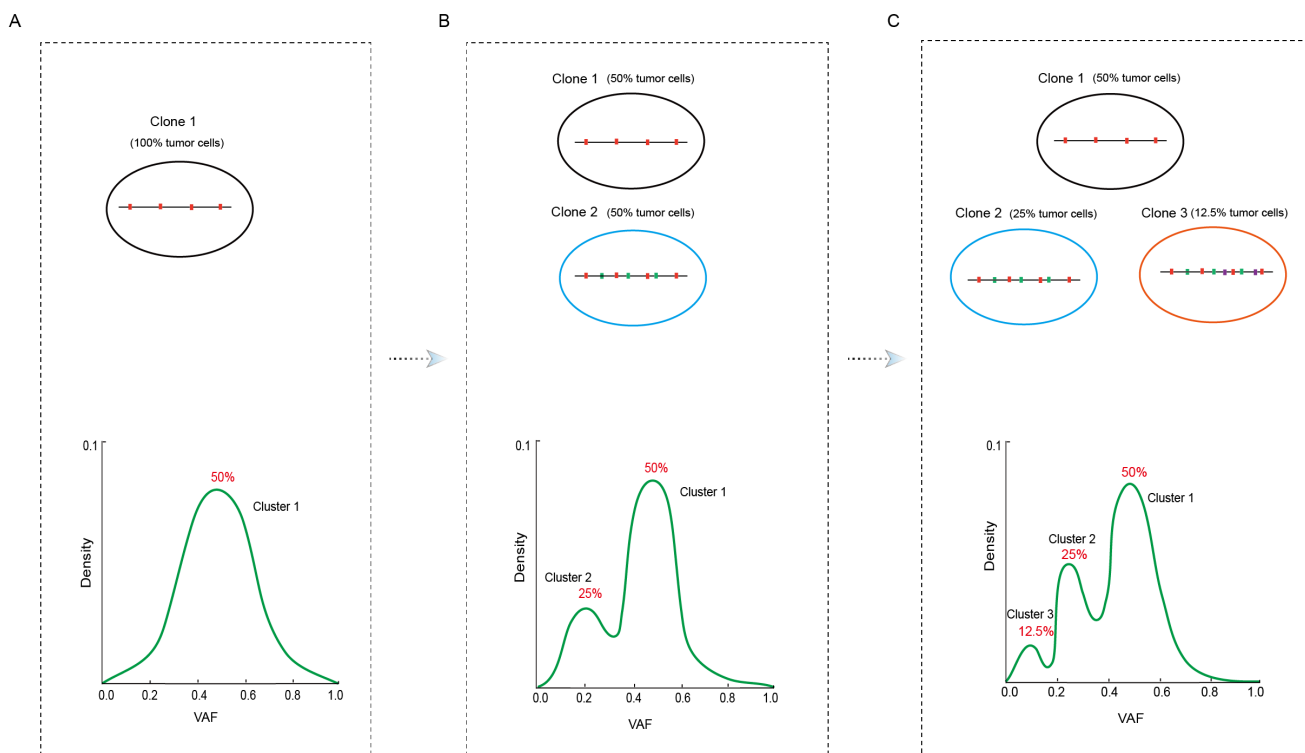 A
Clone 1
(100% tumor cells)
0.1
50%
Cluster 1
Density
0.0 0.2 0.4 0.6 0.8 1.0
VAF
B
Clone 1 (50% tumor cells)
Clone 2 (50% tumor cells)
0.1
50%
Cluster 1
Cluster 2
25%
Density
0.0 0.2 0.4 0.6 0.8 1.0
VAF
C
Clone 1 (50% tumor cells)
Clone 2 (25% tumor cells)
Clone 3 (12.5% tumor cells)
0.1
50%
Cluster 1
Cluster 2
25%
Cluster 3
12.5%
Density
0.0 0.2 0.4 0.6 0.8 1.0
VAF